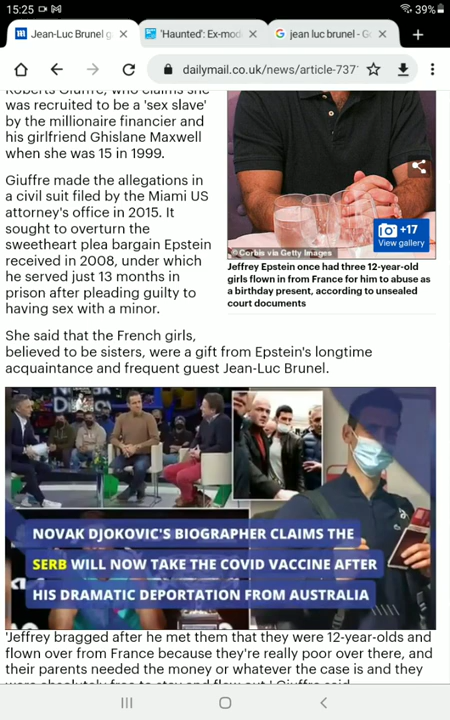 15:25
39%
Jean-Luc Brunel g
'Haunted': Ex-mod
jean luc brunel - G
dailymail.co.uk/news/article-737
was recruited to be a 'sex slave'
by the millionaire financier and
his girlfriend Ghislane Maxwell
when she was 15 in 1999.
Giuffre made the allegations in
a civil suit filed by the Miami US
attorney's office in 2015. It
sought to overturn the
sweetheart plea bargain Epstein
received in 2008, under which
he served just 13 months in
prison after pleading guilty to
having sex with a minor.
+17
View gallery
© Corbis via Getty Images
Jeffrey Epstein once had three 12-year-old
girls flown in from France for him to abuse as
a birthday present, according to unsealed
court documents
She said that the French girls,
believed to be sisters, were a gift from Epstein's longtime
acquaintance and frequent guest Jean-Luc Brunel.
NOVAK DJOKOVIC'S BIOGRAPHER CLAIMS THE
SERB WILL NOW TAKE THE COVID VACCINE AFTER
HIS DRAMATIC DEPORTATION FROM AUSTRALIA
'Jeffrey bragged after he met them that they were 12-year-olds and
flown over from France because they're really poor over there, and
their parents needed the money or whatever the case is and they